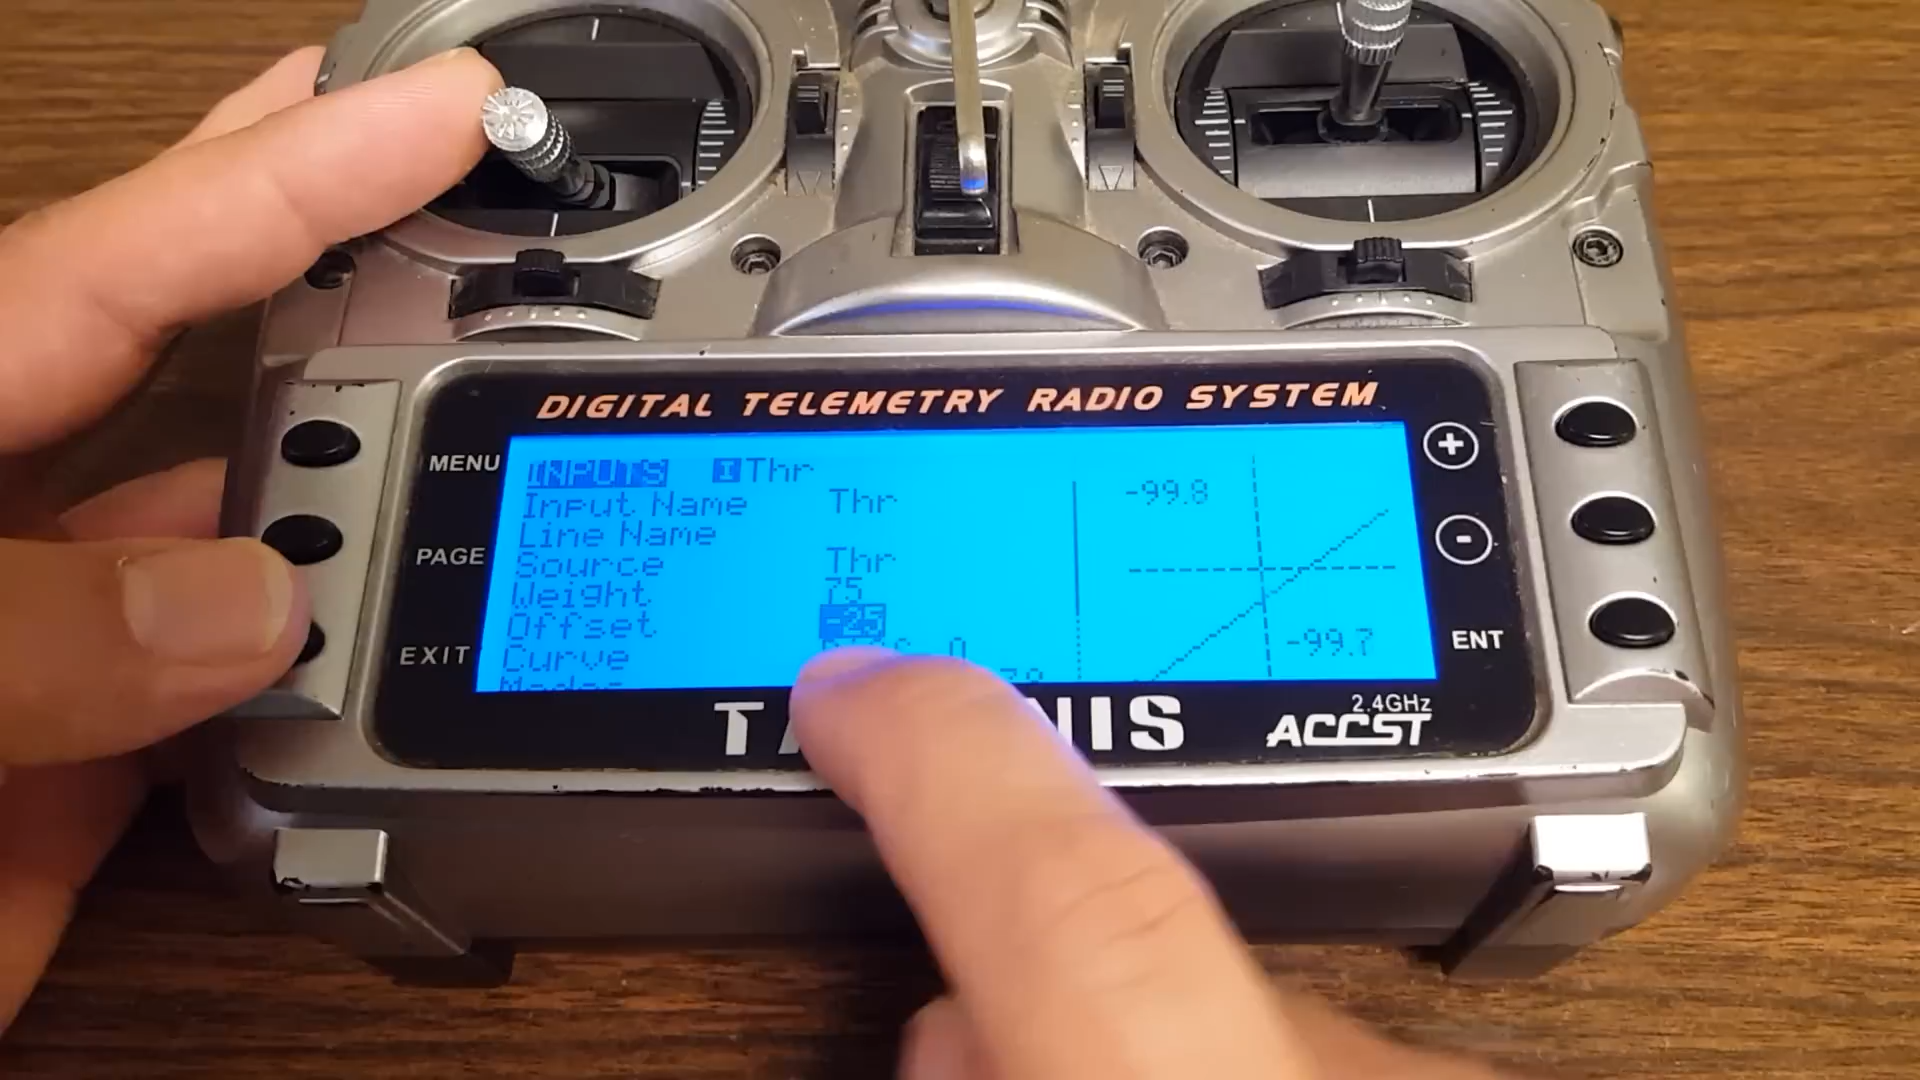 DIGITAL TELEMETRY RADIO SYSTEM
MENU
PAGE
EXIT
INPUTS I Thr
Input Name Thr
Line Name
Source Thr
Weight 75
Offset -25
Curve 0
-99.8
-99.7
+
-
ENT
2.4GHz
ACCST